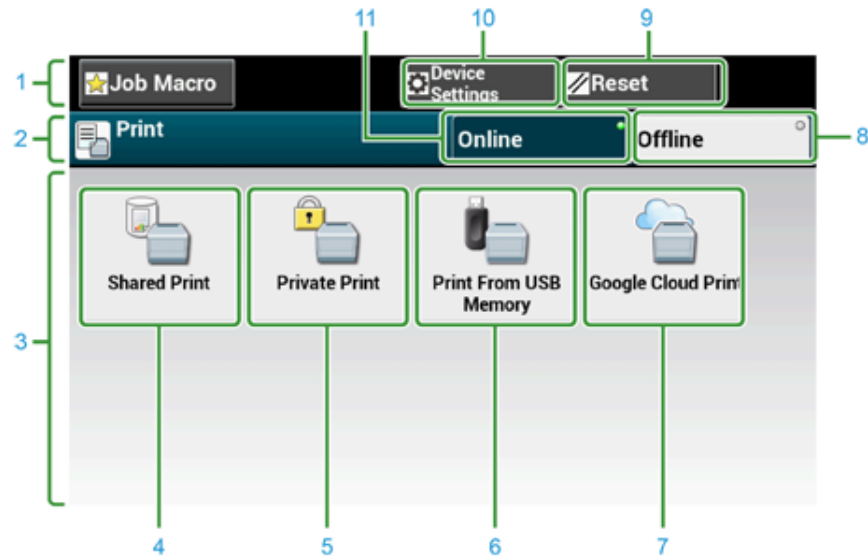 11
10
9
1
Job Macro
Device
Settings
Reset
2
Print
Online
Offline
8
3
Shared Print
Private Print
Print From USB
Memory
Google Cloud Print
4
5
6
7